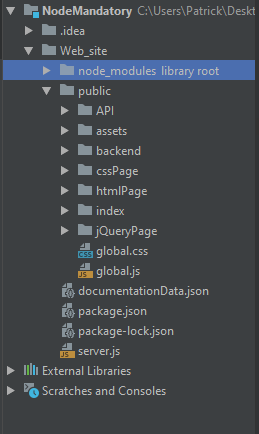 NodeMandatory C:\Users\Patrick\Deskt
.idea
Web_site
node_modules library root
public
API
assets
backend
cssPage
htmlPage
index
jQueryPage
global.css
global.js
documentationData.json
package.json
package-lock.json
server.js
External Libraries
Scratches and Consoles